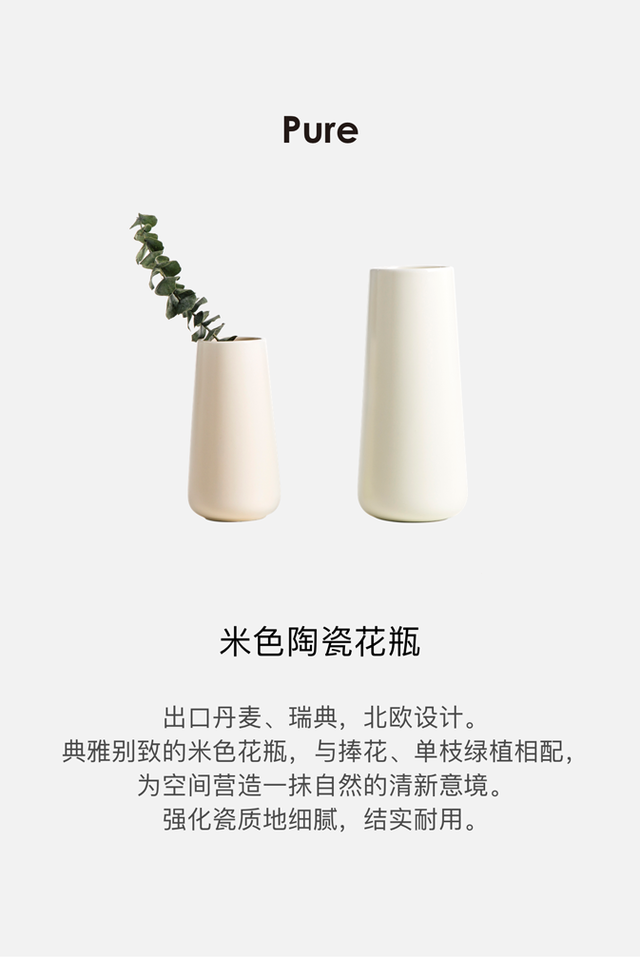 Pure
米色陶瓷花瓶
出口丹麦、瑞典，北欧设计。
典雅别致的米色花瓶，与捧花、单枝绿植相配，
为空间营造一抹自然的清新意境。
强化瓷质地细腻，结实耐用。